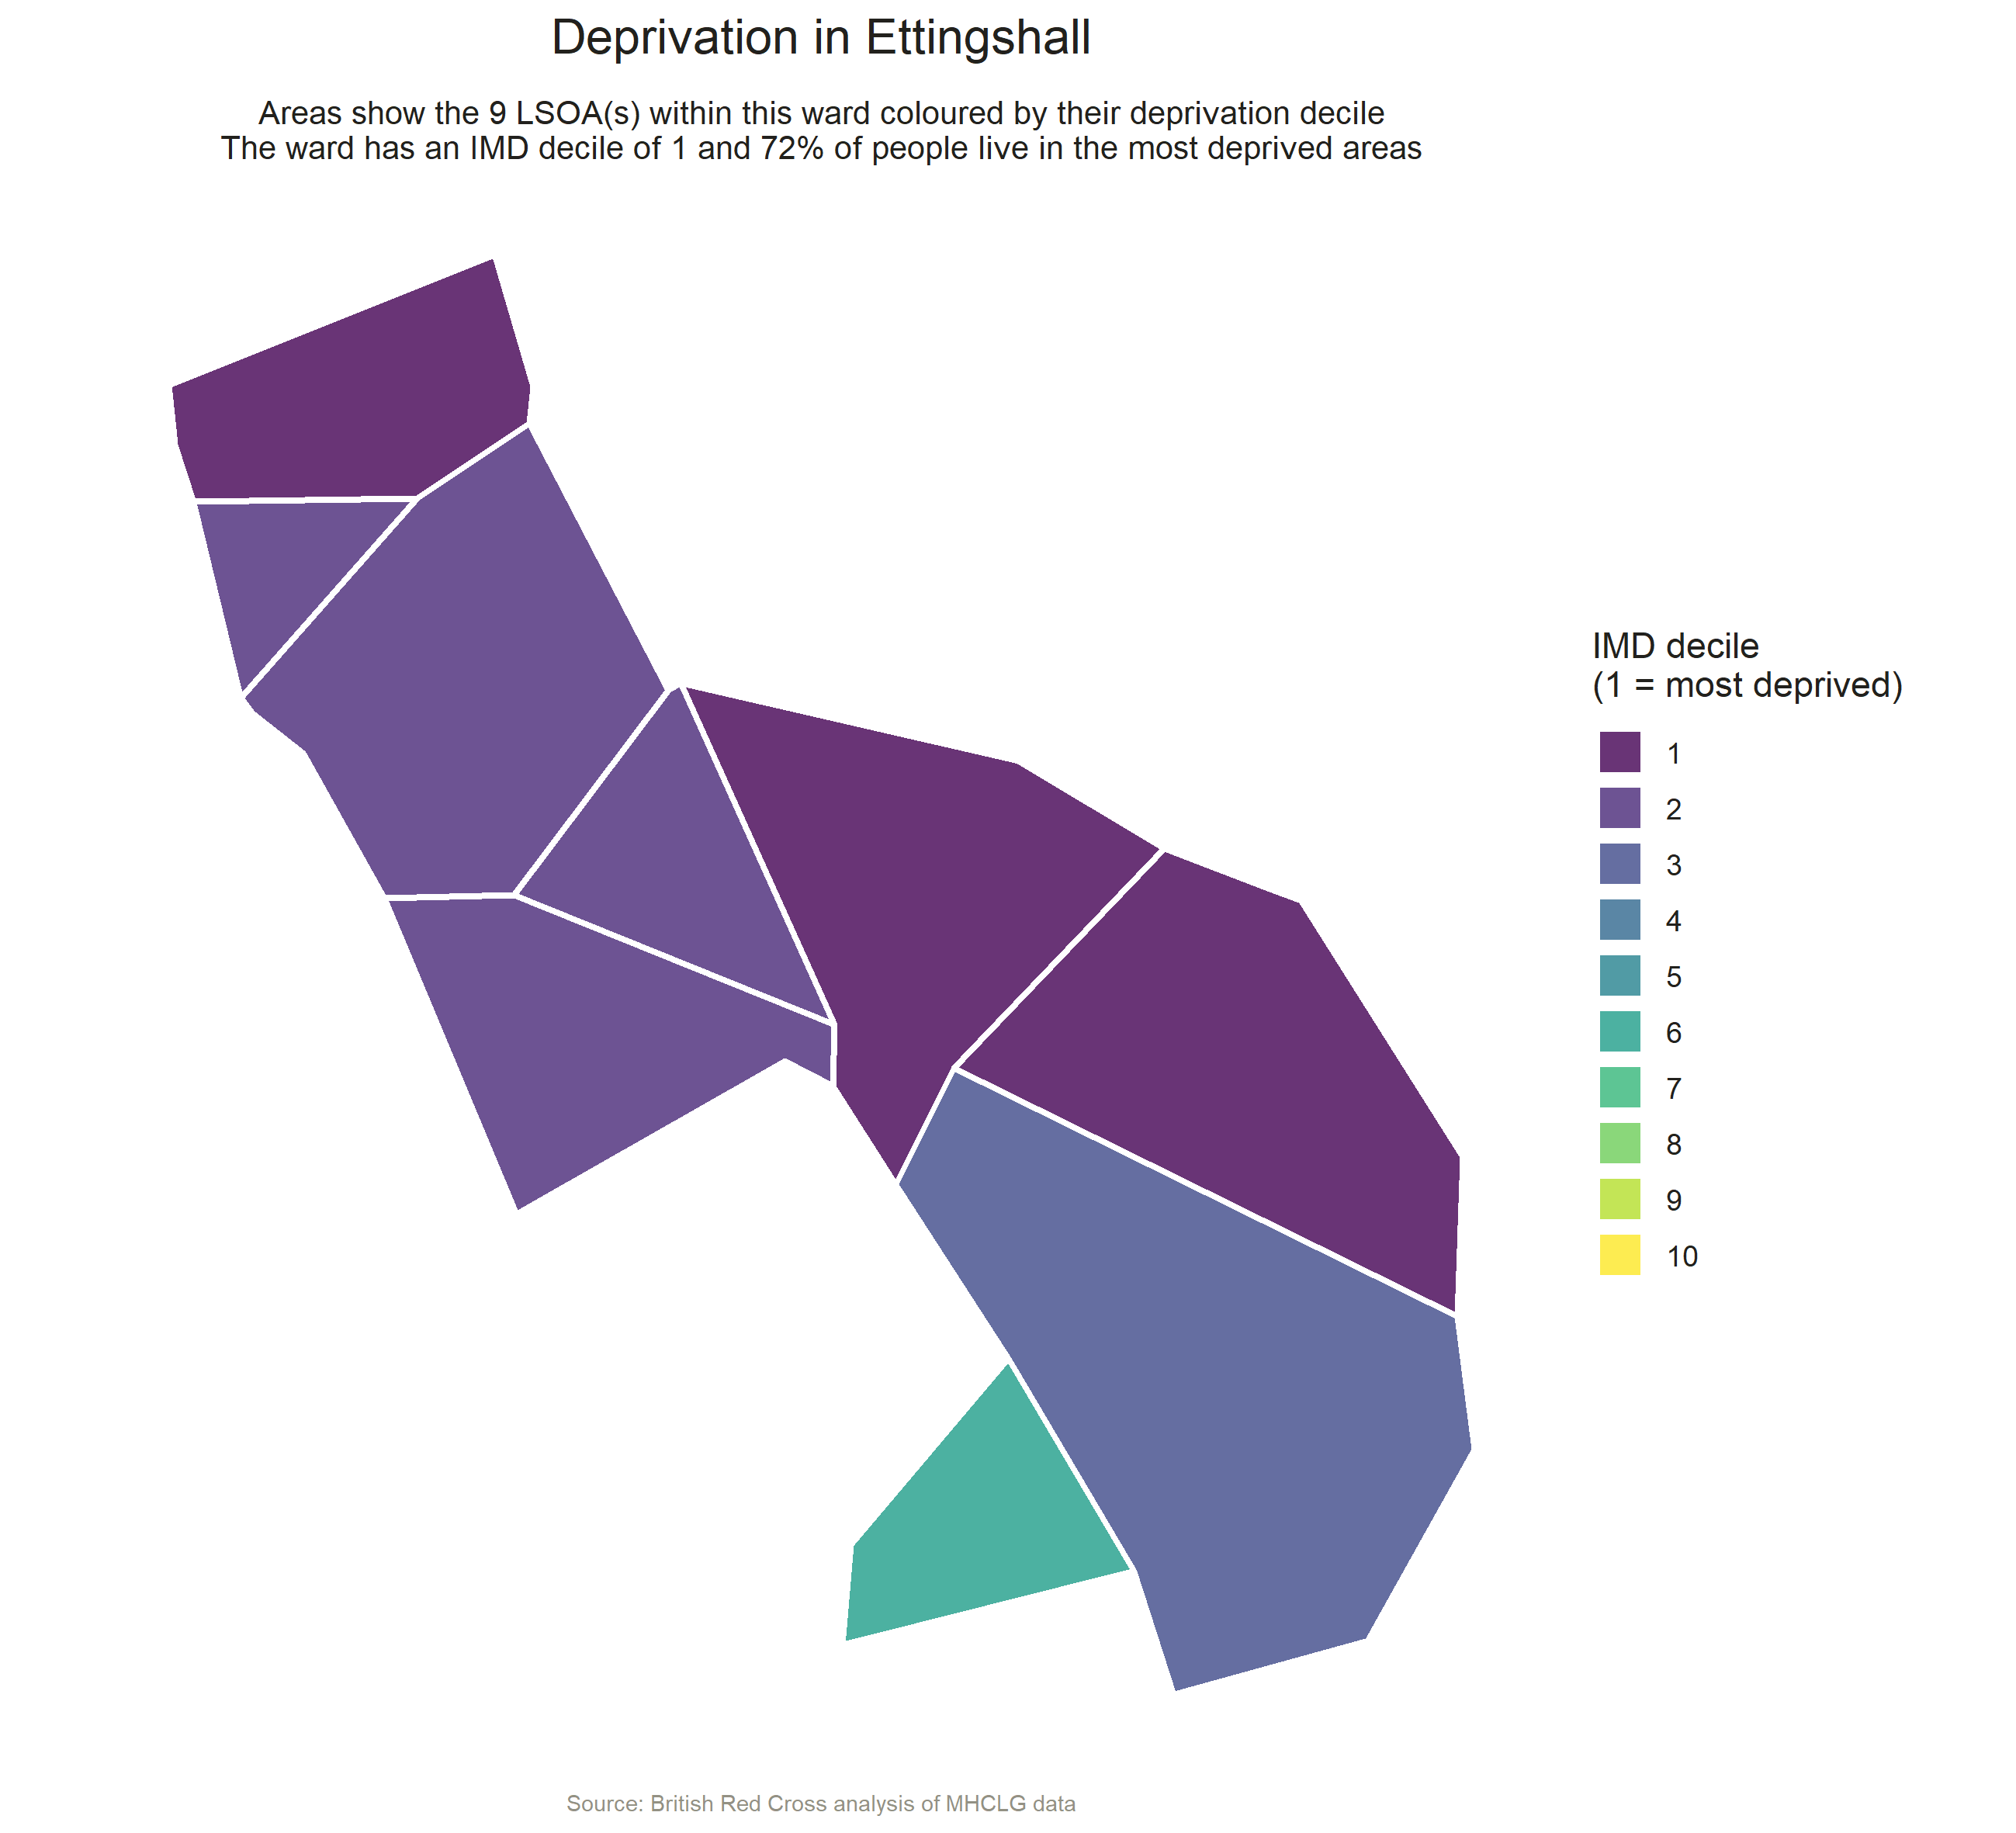 Deprivation in Ettingshall
Areas show the 9 LSOA(s) within this ward coloured by their deprivation decile
The ward has an IMD decile of 1 and 72% of people live in the most deprived areas
IMD decile
(1 = most deprived)
1
2
3
4
5
6
7
8
9
10
Source: British Red Cross analysis of MHCLG data